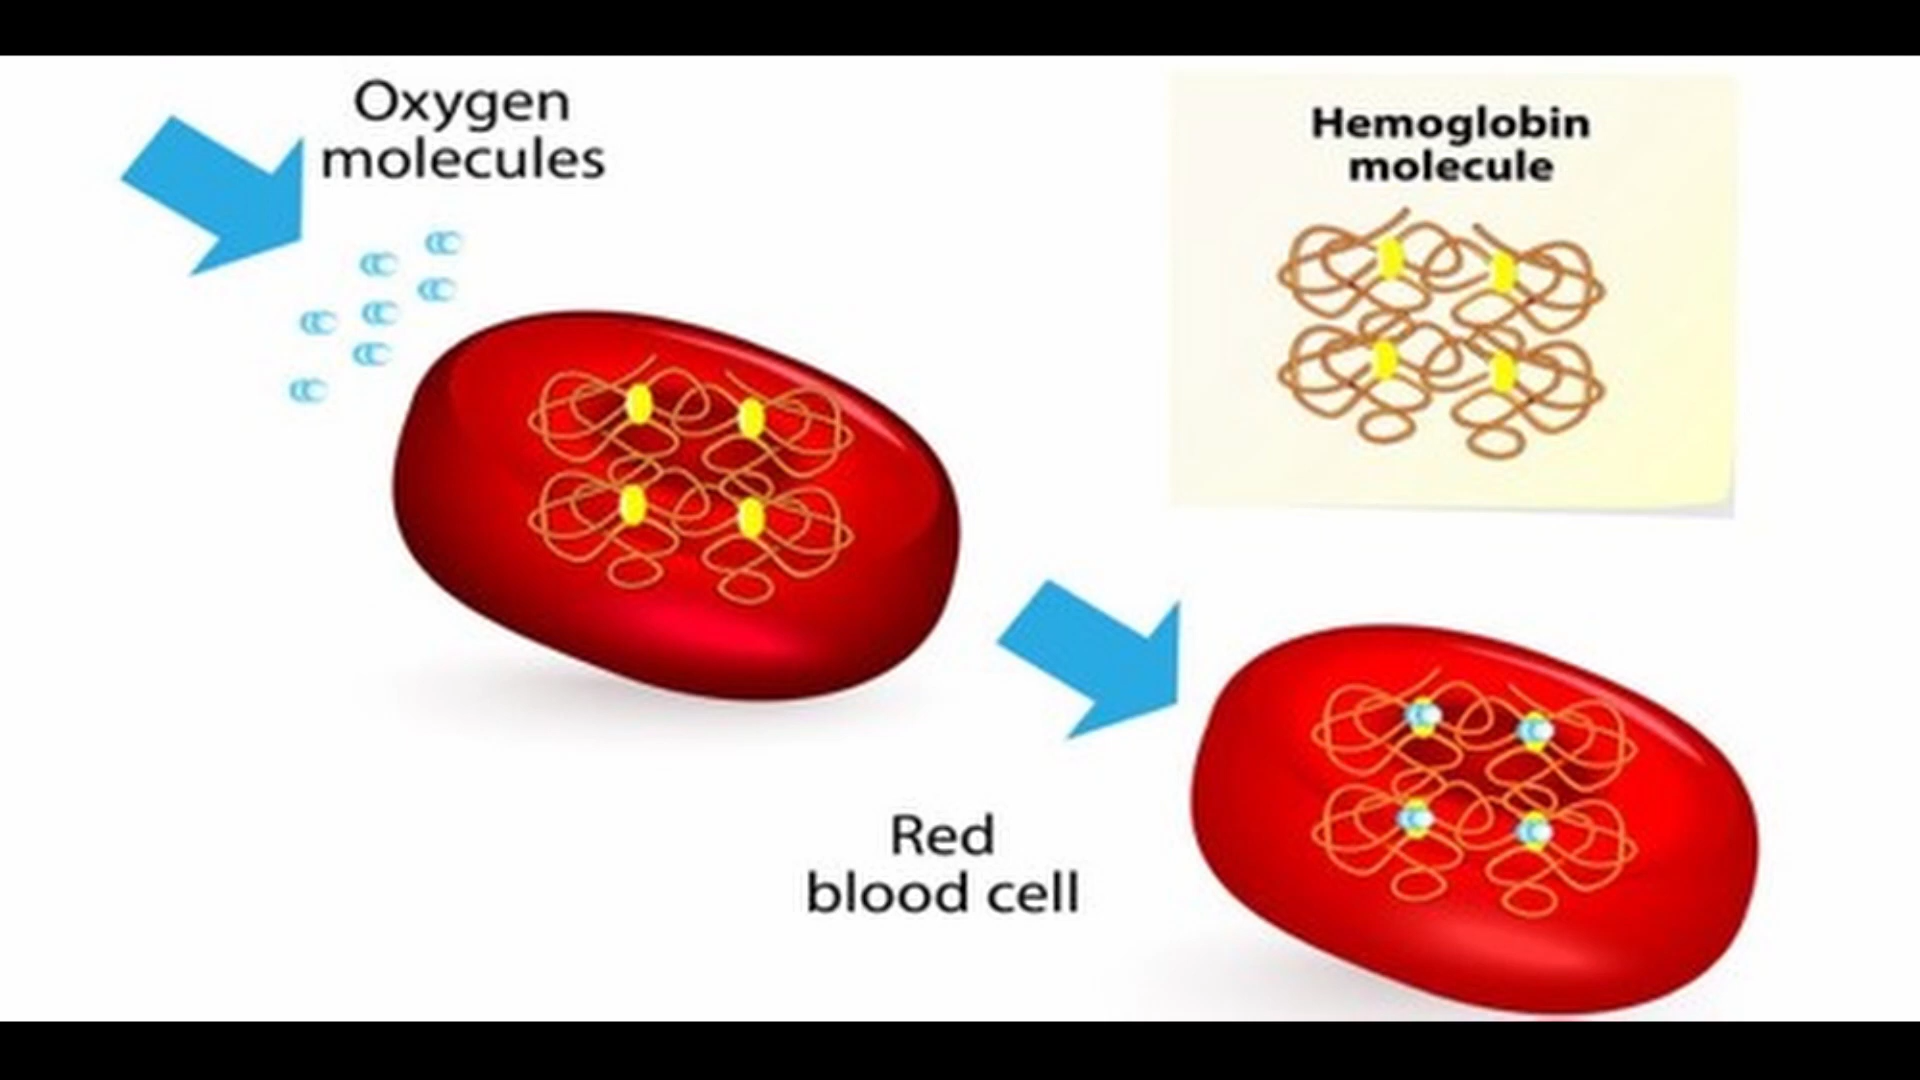 Oxygen
molecules
Hemoglobin
molecule
Red
blood cell